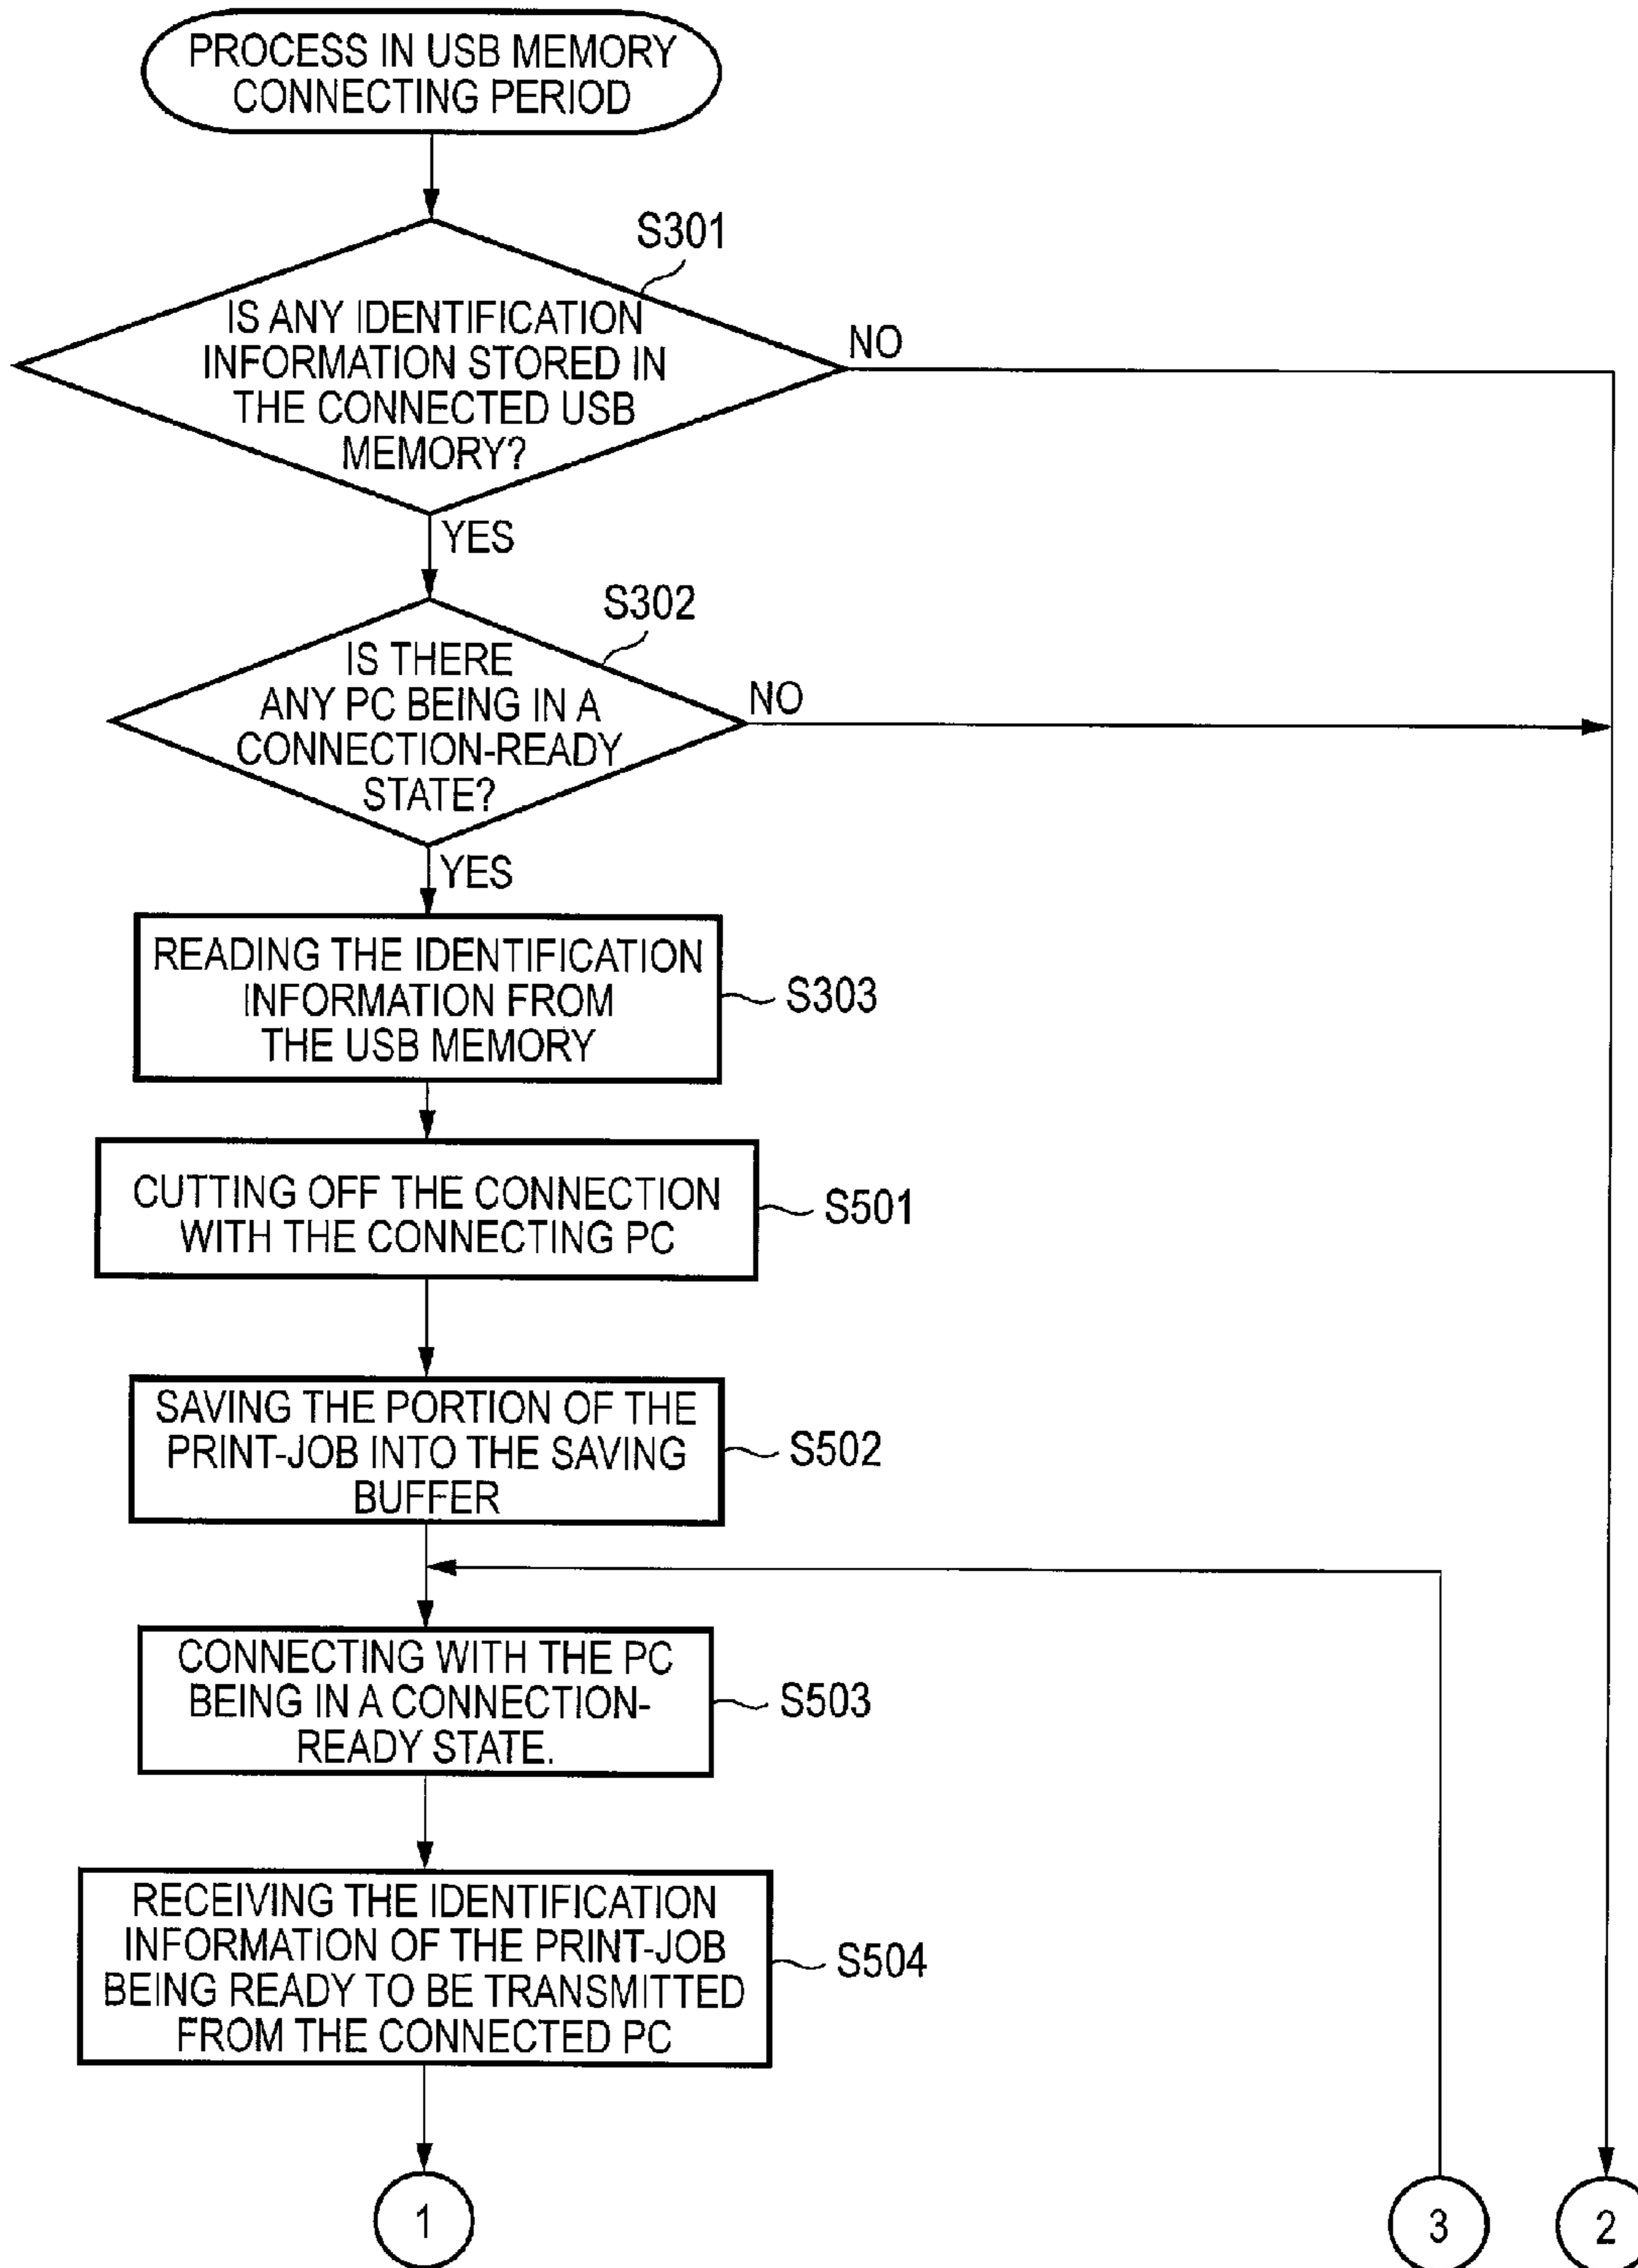 PROCESS IN USB MEMORY
CONNECTING PERIOD
S301
IS ANY IDENTIFICATION
INFORMATION STORED IN
THE CONNECTED USB
MEMORY?
NO
YES
S302
IS THERE
ANY PC BEING IN A
CONNECTION-READY
STATE?
NO
YES
READING THE IDENTIFICATION
INFORMATION FROM
THE USB MEMORY
S303
CUTTING OFF THE CONNECTION
WITH THE CONNECTING PC
S501
SAVING THE PORTION OF THE
PRINT-JOB INTO THE SAVING
BUFFER
S502
CONNECTING WITH THE PC
BEING IN A CONNECTION-
READY STATE.
S503
RECEIVING THE IDENTIFICATION
INFORMATION OF THE PRINT-JOB
BEING READY TO BE TRANSMITTED
FROM THE CONNECTED PC
S504
1
3
2